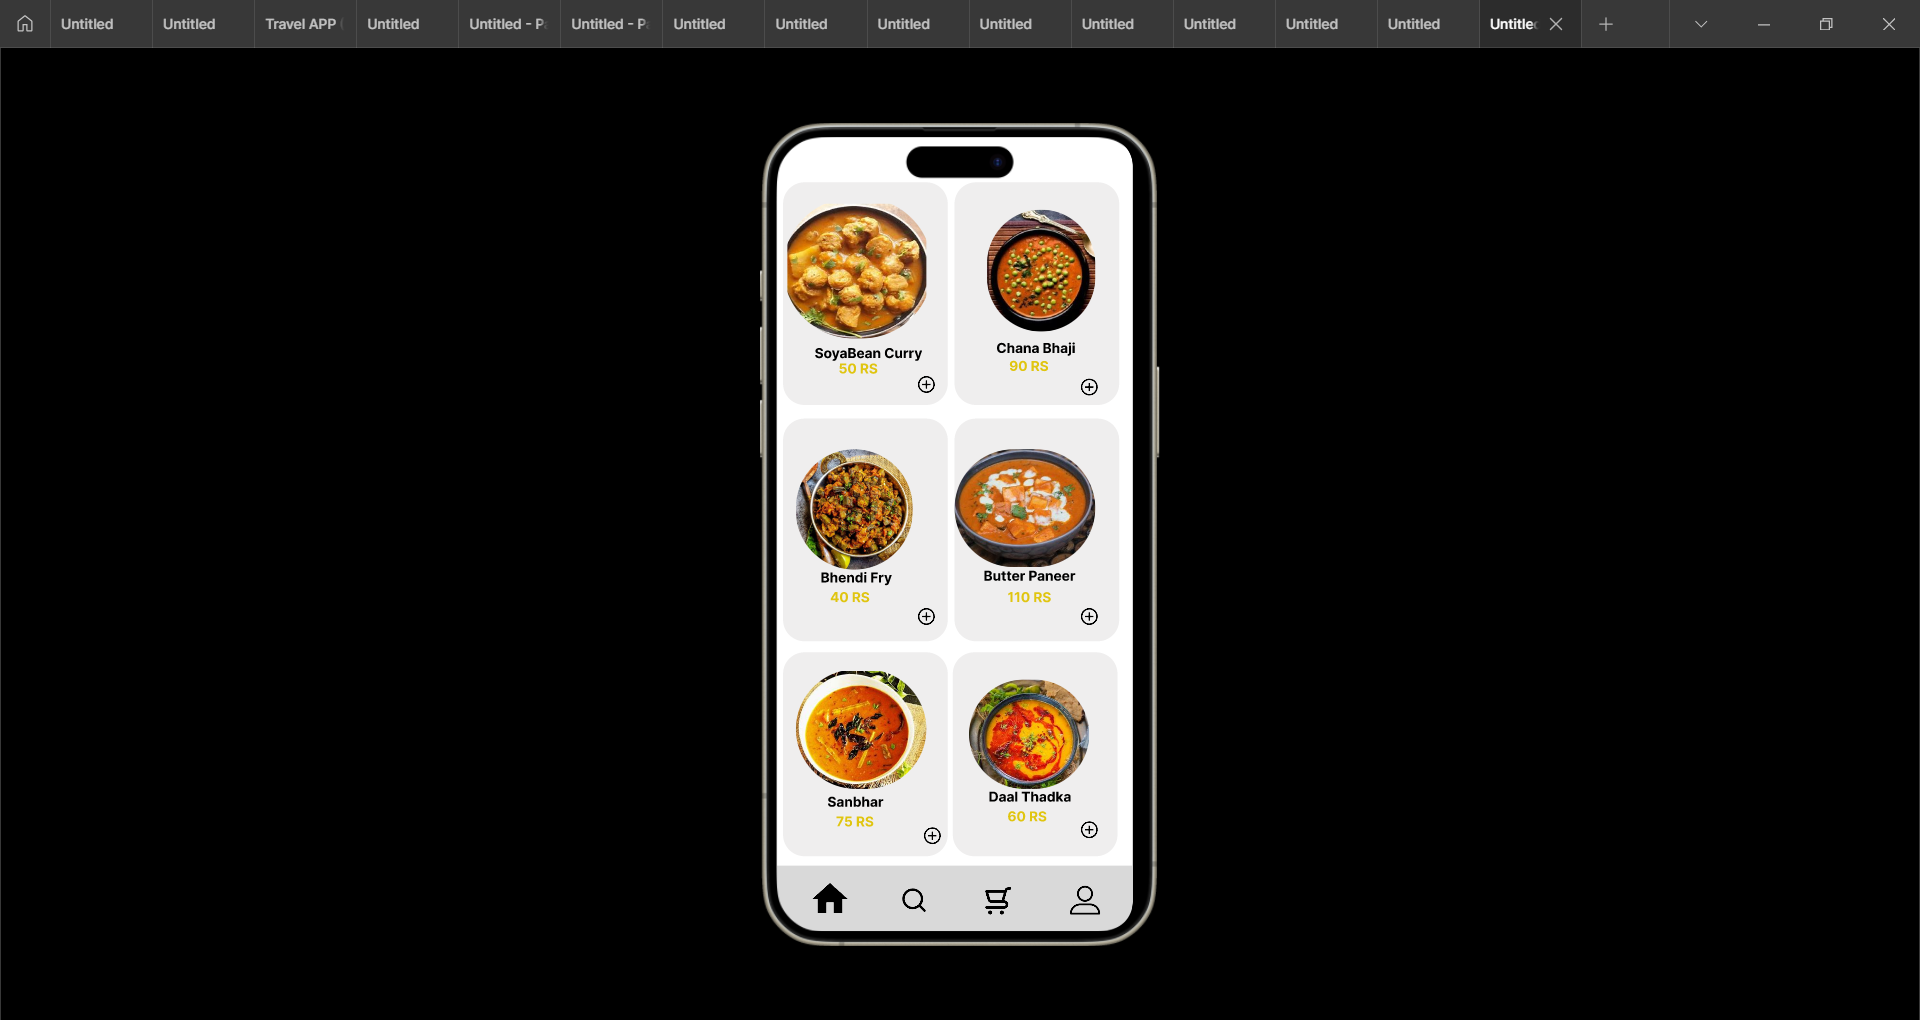 Untitled
Untitled
Travel APP
Untitled
Untitled - P
Untitled - P
Untitled
Untitled
Untitled
Untitled
Untitled
Untitled
Untitled
Untitled
Untitle
SoyaBean Curry
50 RS
Chana Bhaji
90 RS
Bhendi Fry
40 RS
Butter Paneer
110 RS
Sanbhar
75 RS
Daal Thadka
60 RS